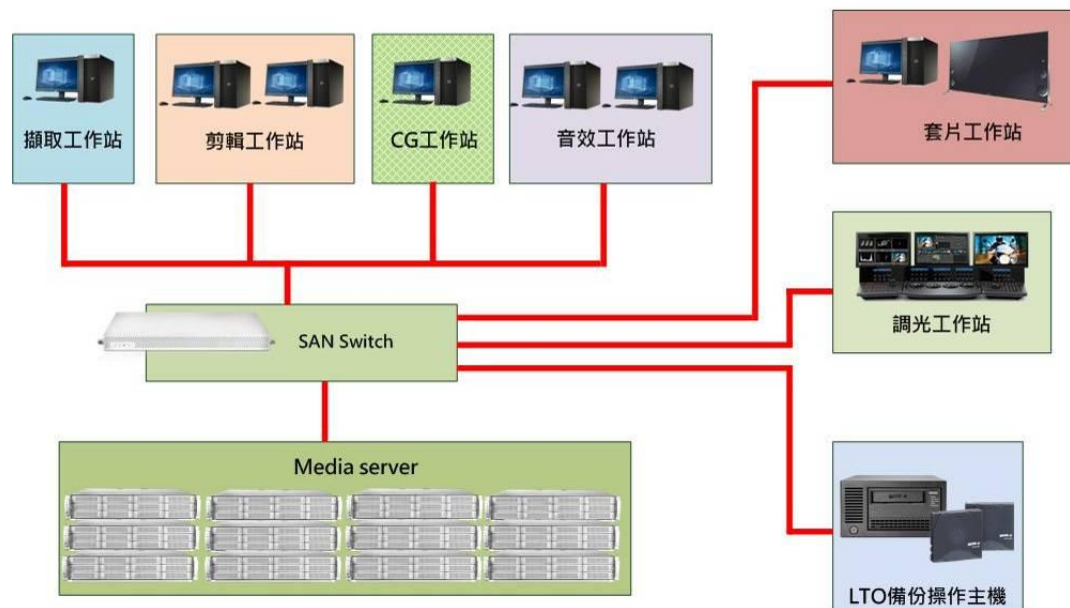 擷取工作站
剪輯工作站
CG工作站
音效工作站
套片工作站
SAN Switch
調光工作站
Media server
LTO備份操作主機